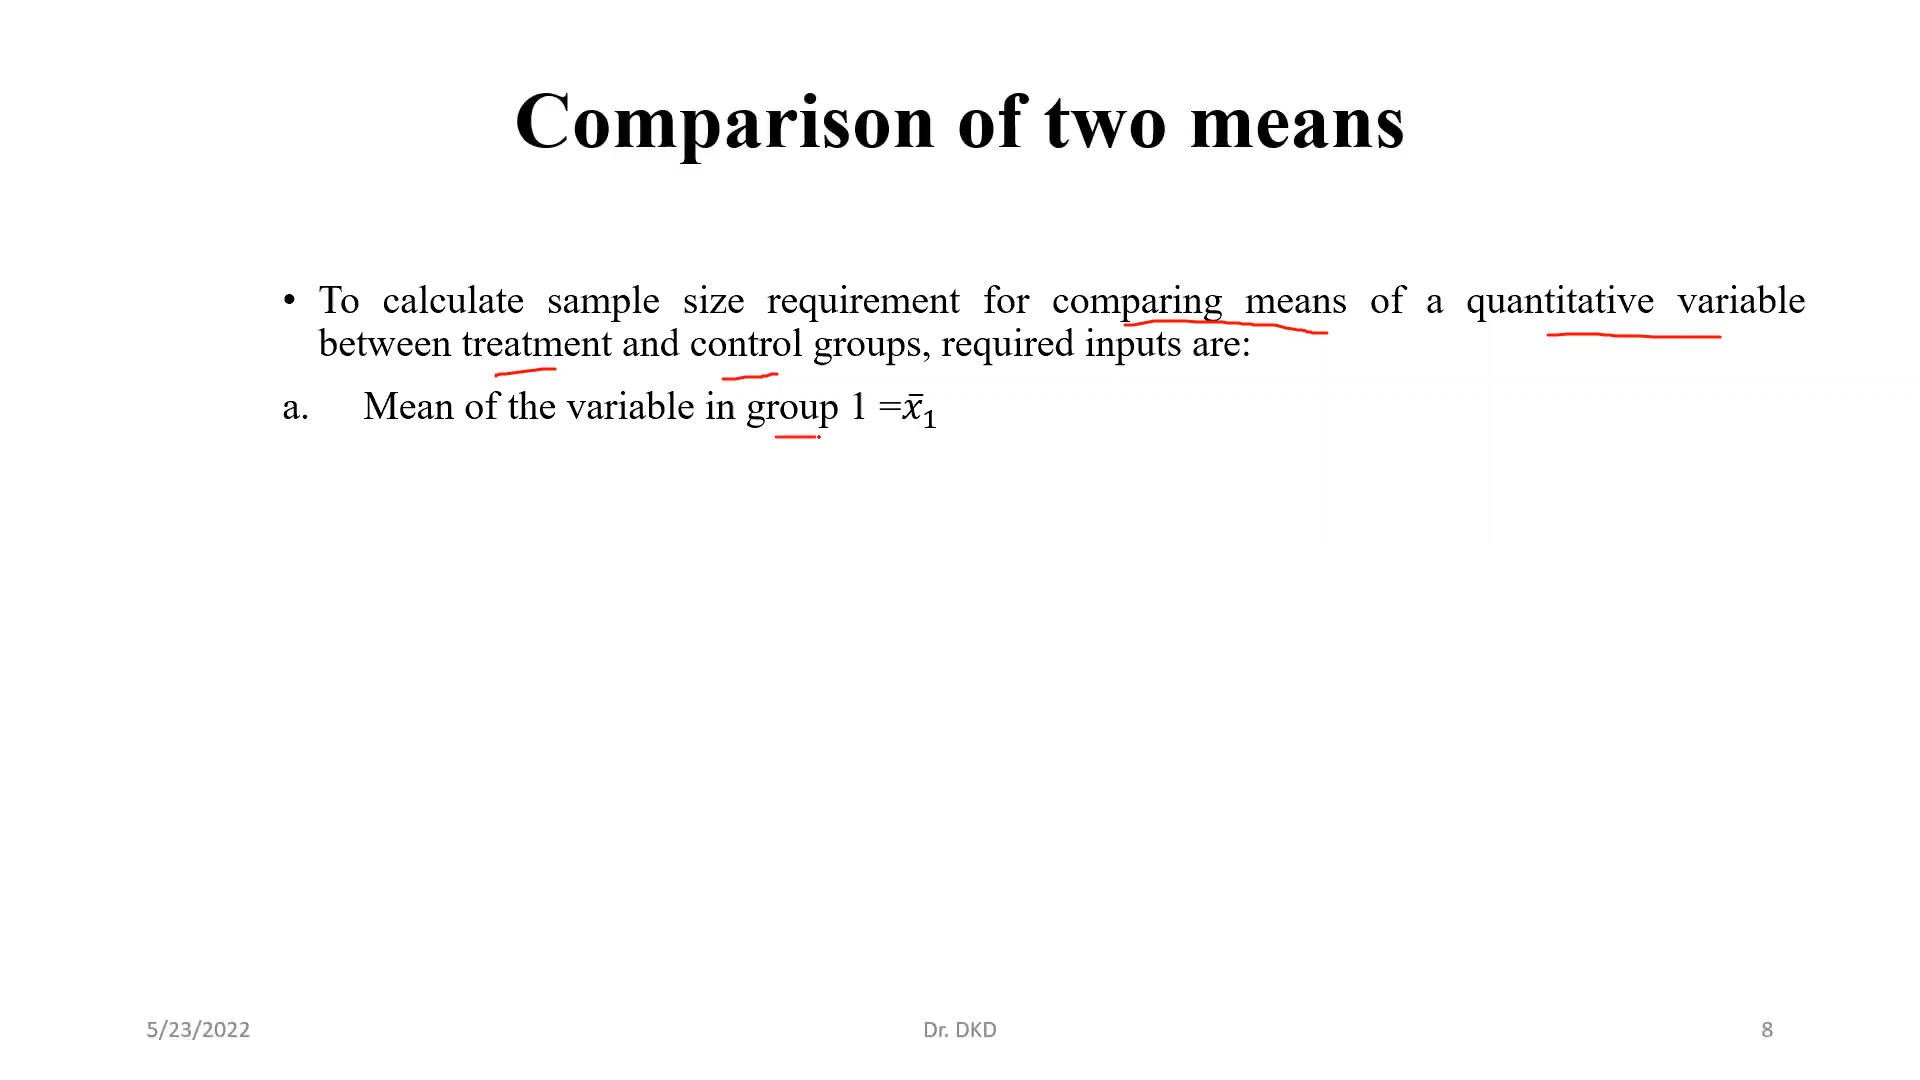 Comparison of two means
• To calculate sample size requirement for comparing means of a quantitative variable
between treatment and control groups, required inputs are:
a. Mean of the variable in group 1 =x̄₁
5/23/2022
Dr. DKD
8